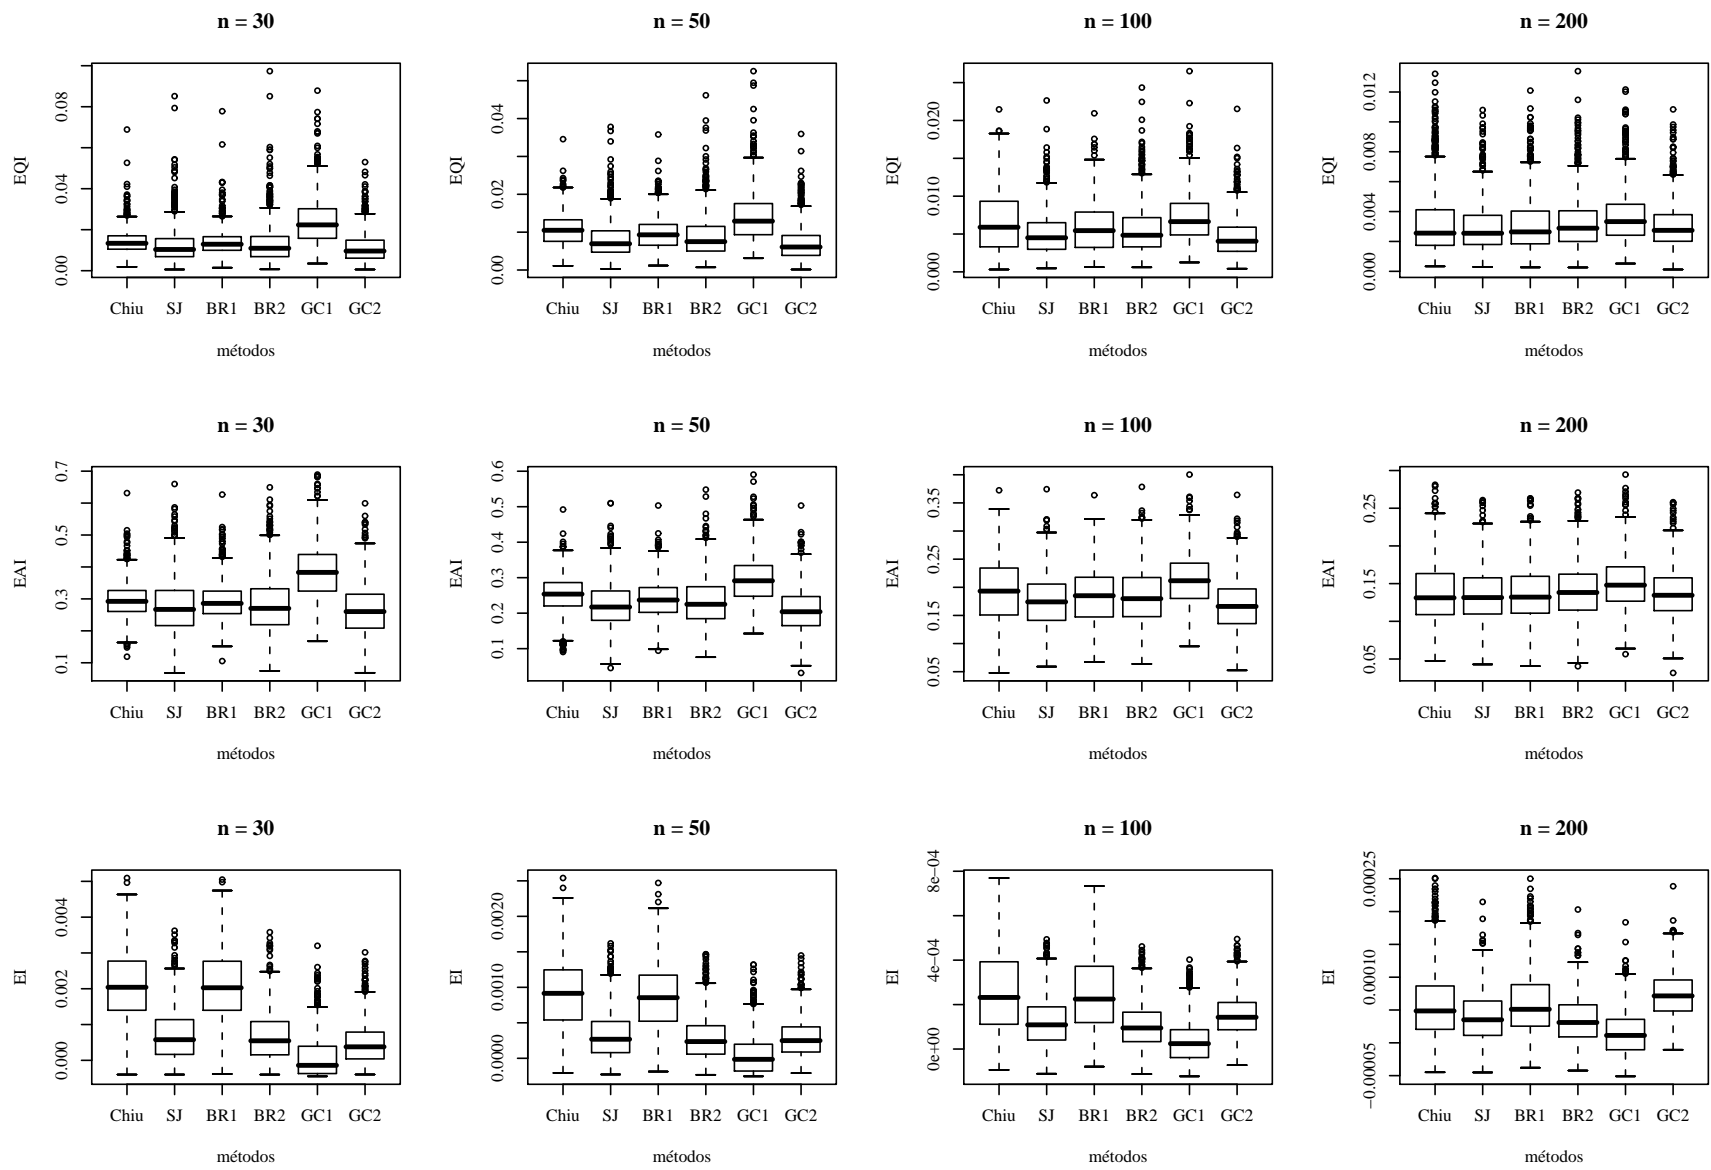 n = 30
EQI
0.00 0.04 0.08
Chiu SJ BR1 BR2 GC1 GC2
métodos
n = 50
EQI
0.00 0.02 0.04
Chiu SJ BR1 BR2 GC1 GC2
métodos
n = 100
EQI
0.000 0.010 0.020
Chiu SJ BR1 BR2 GC1 GC2
métodos
n = 200
EQI
0.000 0.004 0.008 0.012
Chiu SJ BR1 BR2 GC1 GC2
métodos
n = 30
EAI
0.1 0.3 0.5 0.7
Chiu SJ BR1 BR2 GC1 GC2
métodos
n = 50
EAI
0.1 0.2 0.3 0.4 0.5 0.6
Chiu SJ BR1 BR2 GC1 GC2
métodos
n = 100
EAI
0.05 0.15 0.25 0.35
Chiu SJ BR1 BR2 GC1 GC2
métodos
n = 200
EAI
0.05 0.15 0.25
Chiu SJ BR1 BR2 GC1 GC2
métodos
n = 30
EI
0.000 0.002 0.004
Chiu SJ BR1 BR2 GC1 GC2
métodos
n = 50
EI
0.0000 0.0010 0.0020
Chiu SJ BR1 BR2 GC1 GC2
métodos
n = 100
EI
0e+00 4e−04 8e−04
Chiu SJ BR1 BR2 GC1 GC2
métodos
n = 200
EI
−0.00005 0.00010 0.00025
Chiu SJ BR1 BR2 GC1 GC2
métodos